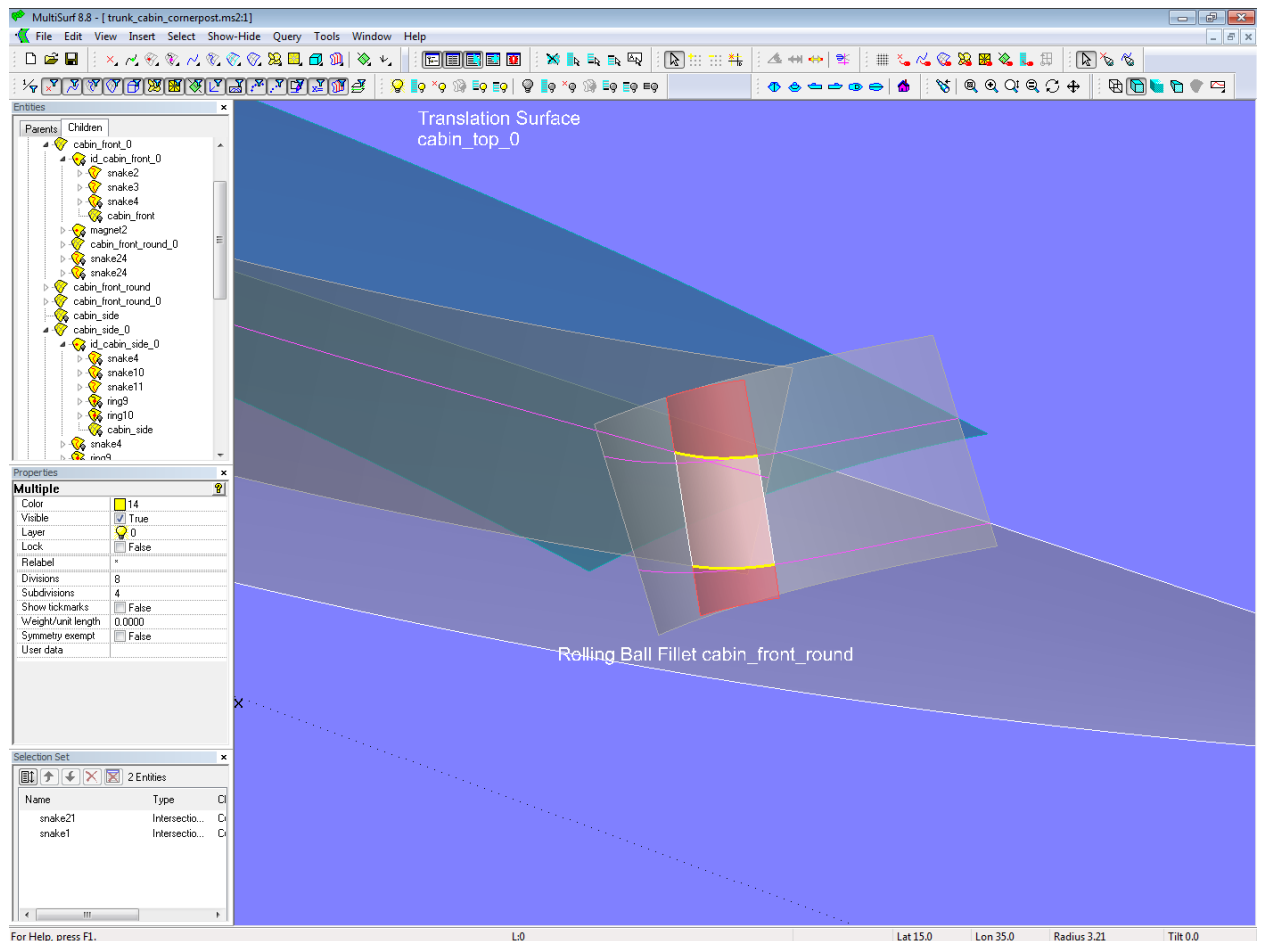 MultiSurf 8.8 - [ trunk_cabin_cornerpost.ms2:1]
File Edit View Insert Select Show-Hide Query Tools Window Help
Entities
Parents Children
cabin_front_0
id_cabin_front_0
snake2
snake3
snake4
cabin_front
magnet2
cabin_front_round_0
snake24
snake24
cabin_front_round
cabin_front_round_0
cabin_side
cabin_side_0
id_cabin_side_0
snake4
snake10
snake11
ring9
ring10
cabin_side
snake4
ring9
Properties
Multiple
Color 14
Visible True
Layer 0
Lock False
Relabel *
Divisions 8
Subdivisions 4
Show tickmarks False
Weight/unit length 0.0000
Symmetry exempt False
User data
Selection Set
2 Entities
Name Type Cl
snake21 Intersectio... Co
snake1 Intersectio... Co
Translation Surface
cabin_top_0
Rolling Ball Fillet cabin_front_round
x
For Help, press F1. L:0 Lat 15.0 Lon 35.0 Radius 3.21 Tilt 0.0